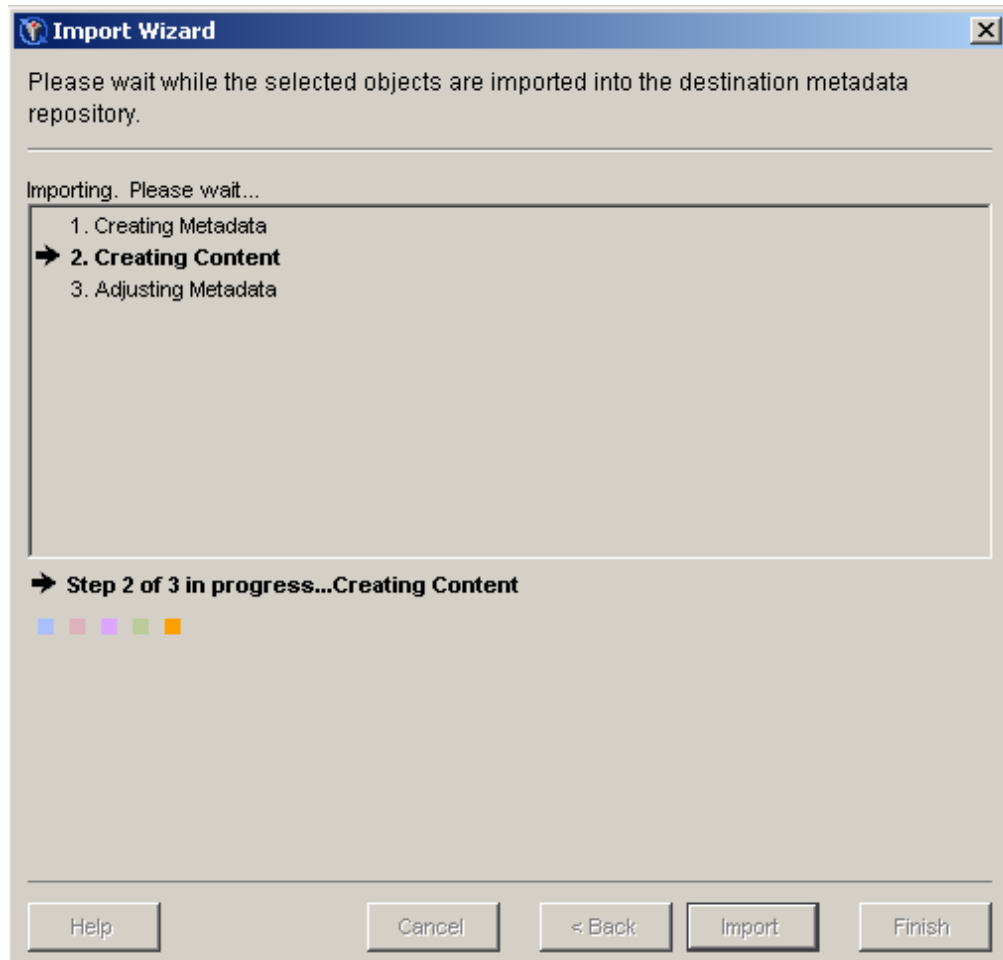 Import Wizard
Please wait while the selected objects are imported into the destination metadata
repository.
Importing. Please wait...
1. Creating Metadata
2. Creating Content
3. Adjusting Metadata
Step 2 of 3 in progress...Creating Content
Help Cancel < Back Import Finish